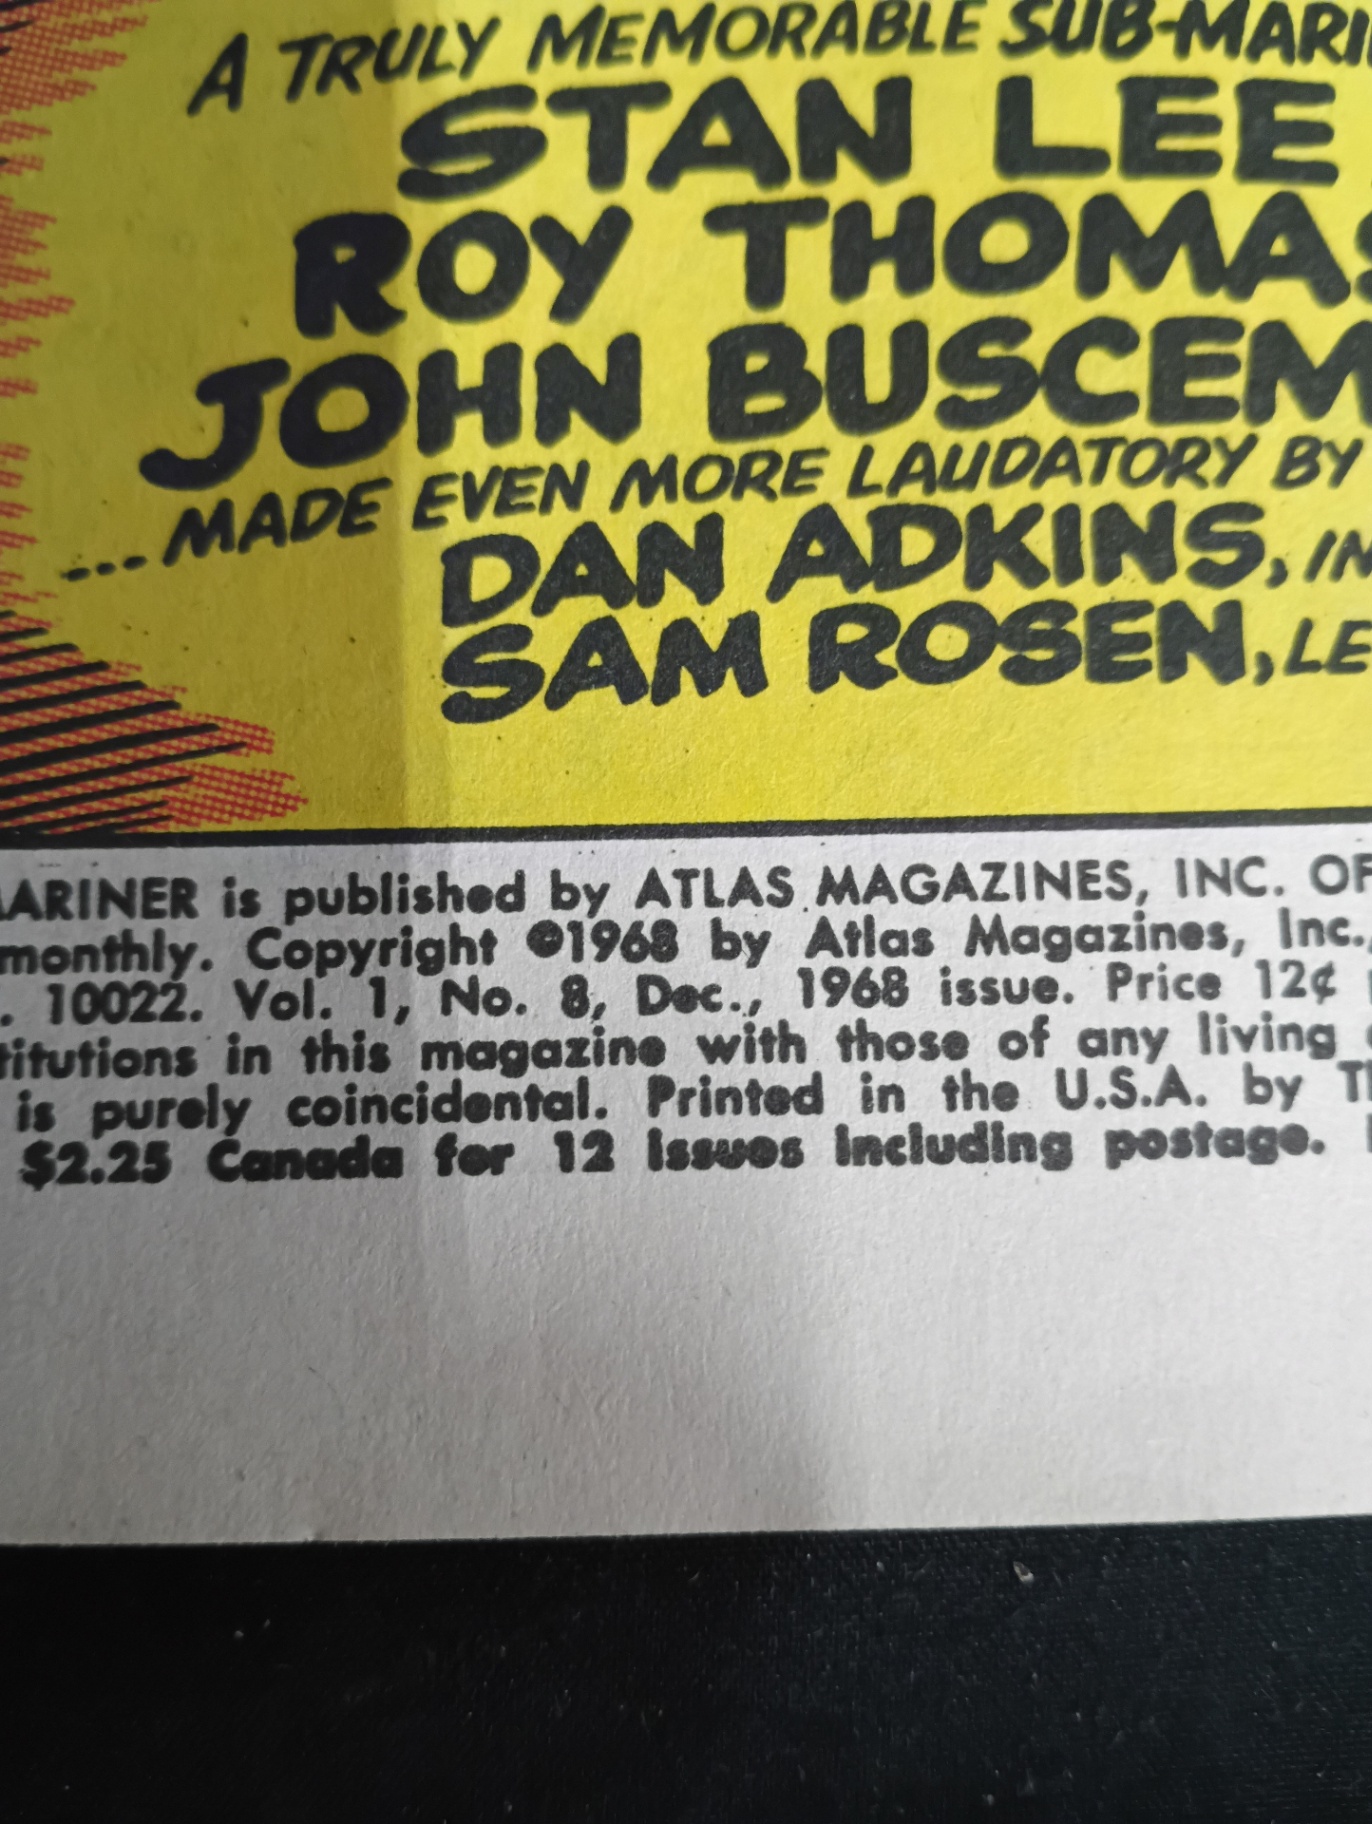 A TRULY MEMORABLE SUB-MARI
STAN LEE
ROY THOMAS
JOHN BUSCEM
...MADE EVEN MORE LAUDATORY BY
DAN ADKINS, IN
SAM ROSEN, LE
ARINER is published by ATLAS MAGAZINES, INC. OF
monthly. Copyright ©1968 by Atlas Magazines, Inc.,
. 10022. Vol. 1, No. 8, Dec., 1968 issue. Price 12¢
titutions in this magazine with those of any living
is purely coincidental. Printed in the U.S.A. by Th
$2.25 Canada for 12 issues including postage.